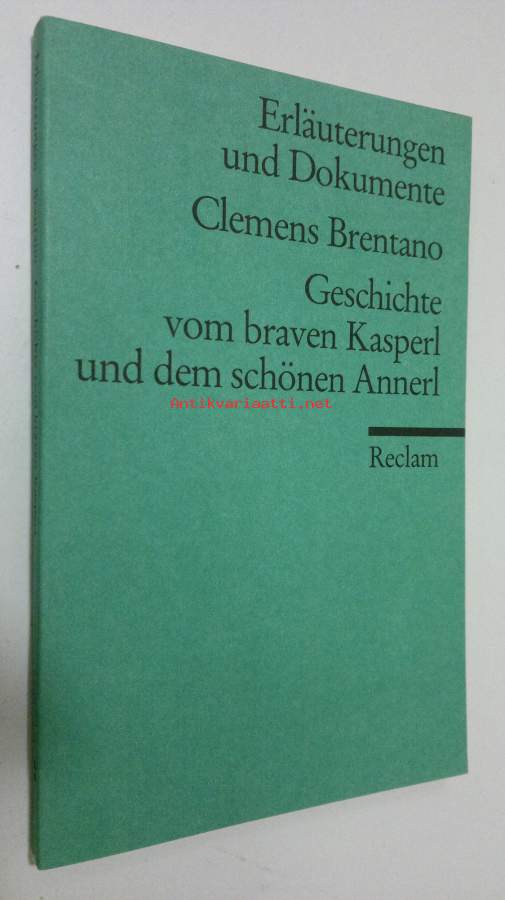 Erläuterungen
und Dokumente
Clemens Brentano
Geschichte
vom braven Kasperl
und dem schönen Annerl
Antikvariaatti.net
Reclam